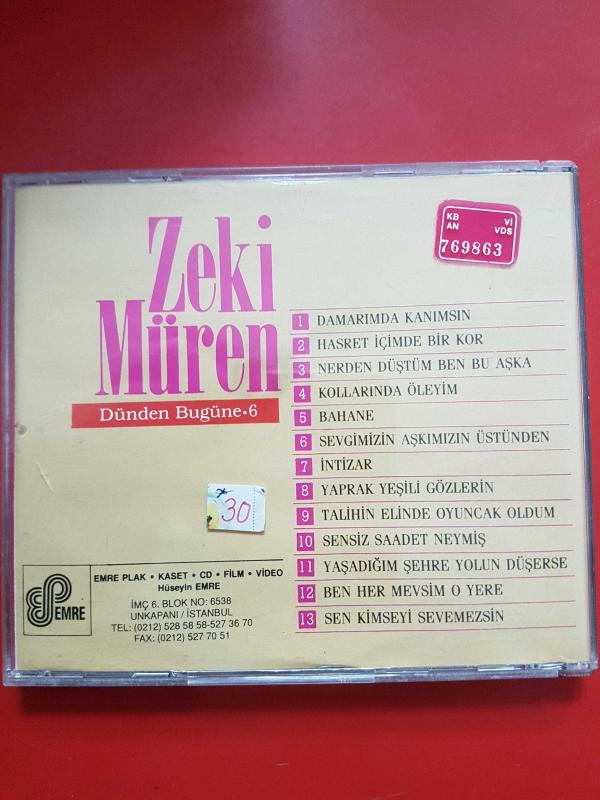 Zeki
Müren
Dünden Bugüne•6
KB Vİ
AN VDS
769863
1 DAMARIMDA KANIMSIN
2 HASRET İÇİMDE BİR KOR
3 NERDEN DÜŞTÜM BEN BU AŞKA
4 KOLLARINDA ÖLEYİM
5 BAHANE
6 SEVGİMİZİN AŞKIMIZIN ÜSTÜNDEN
7 İNTİZAR
8 YAPRAK YEŞİLİ GÖZLERİN
9 TALİHİN ELİNDE OYUNCAK OLDUM
10 SENSİZ SAADET NEYMİŞ
11 YAŞADIĞIM ŞEHRE YOLUN DÜŞERSE
12 BEN HER MEVSİM O YERE
13 SEN KİMSEYİ SEVEMEZSİN
30
EMRE
EMRE PLAK • KASET • CD • FİLM • VİDEO
Hüseyin EMRE
İMÇ 6. BLOK NO: 6538
UNKAPANI / İSTANBUL
TEL: (0212) 528 58 58-527 36 70
FAX: (0212) 527 70 51